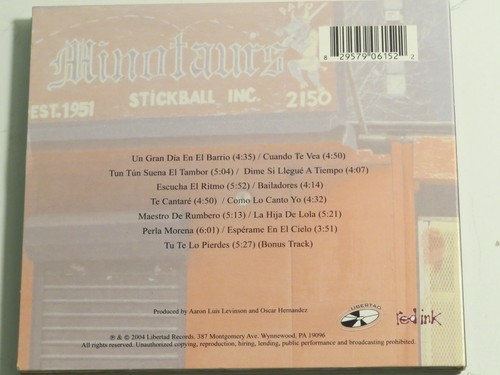 Minotaurs
EST. 1951
STICKBALL INC. 2150
8 29579 06152 2
Un Gran Día En El Barrio (4:35) / Cuando Te Vea (4:50)
Tun Tún Suena El Tambor (5:04) / Dime Si Llegué A Tiempo (4:07)
Escucha El Ritmo (5:52) / Bailadores (4:14)
Te Cantaré (4:50) / Como Lo Canto Yo (4:32)
Maestro De Rumbero (5:13) / La Hija De Lola (5:21)
Perla Morena (6:01) / Espérame En El Cielo (3:51)
Tu Te Lo Pierdes (5:27) (Bonus Track)
Produced by Aaron Luis Levinson and Oscar Hernandez
LIBERTAD
red ink
℗ & © 2004 Libertad Records. 387 Montgomery Ave. Wynnewood, PA 19096
All rights reserved. Unauthorized copying, reproduction, hiring, lending, public performance and broadcasting prohibited.